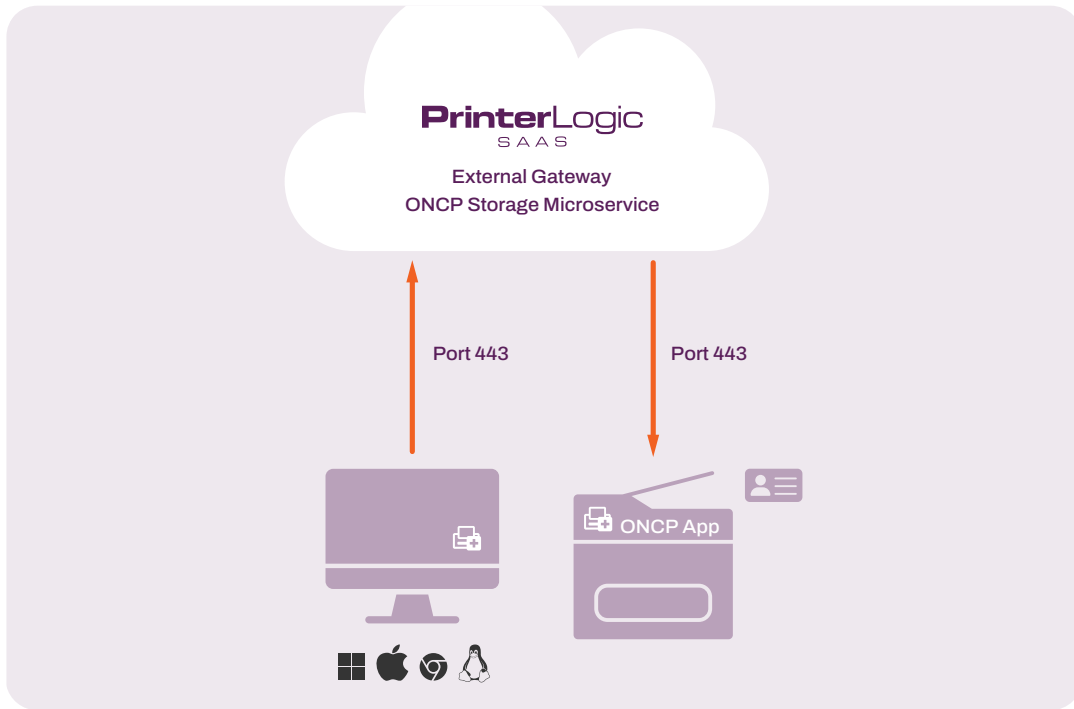 PrinterLogic
SAAS
External Gateway
ONCP Storage Microservice
Port 443
Port 443
ONCP App